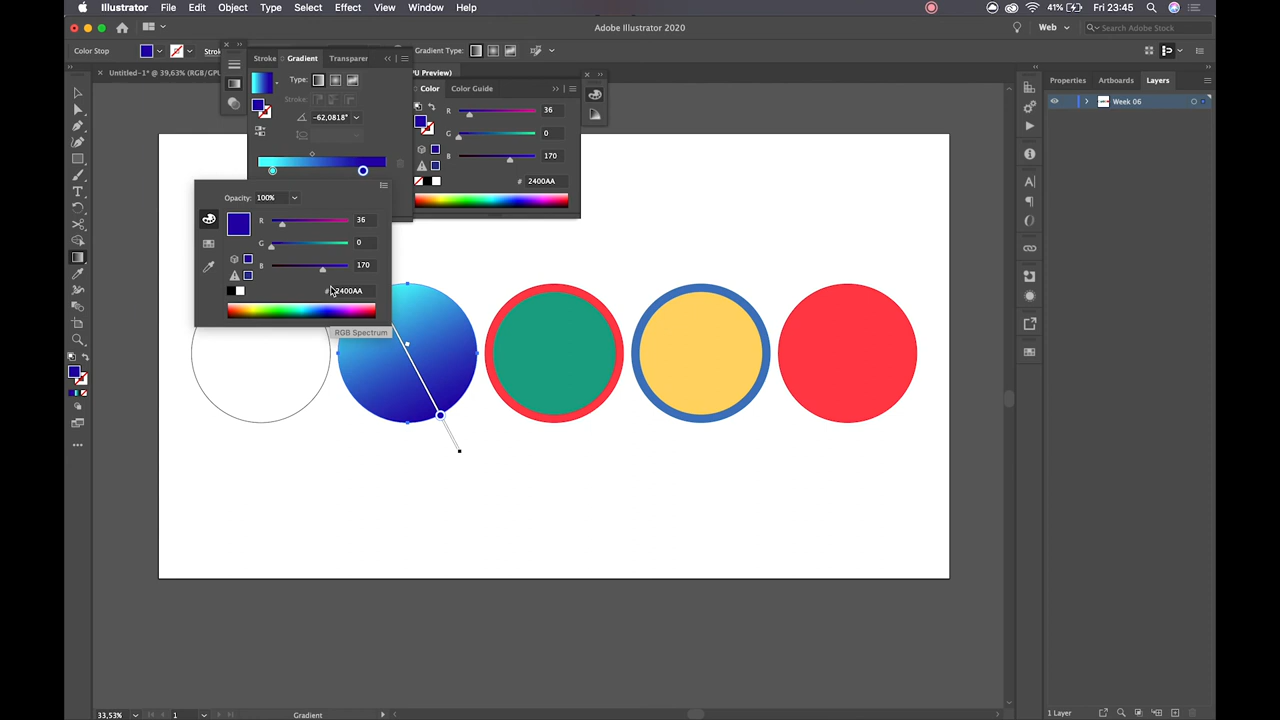 Illustrator File Edit Object Type Select Effect View Window Help 41% Fri 23:45
Adobe Illustrator 2020 Web Search Adobe Stock
Color Stop Gradient Type:
Untitled-1* @ 39,63% (RGB/GPU
Stroke Gradient Transparer
Type:
Stroke:
-62,0818°
Color Color Guide
R 36
G 0
B 170
# 2400AA
Opacity: 100%
R 36
G 0
B 170
# 2400AA
RGB Spectrum
Properties Artboards Layers
Week 06
33,53% 1 Gradient
1 Layer